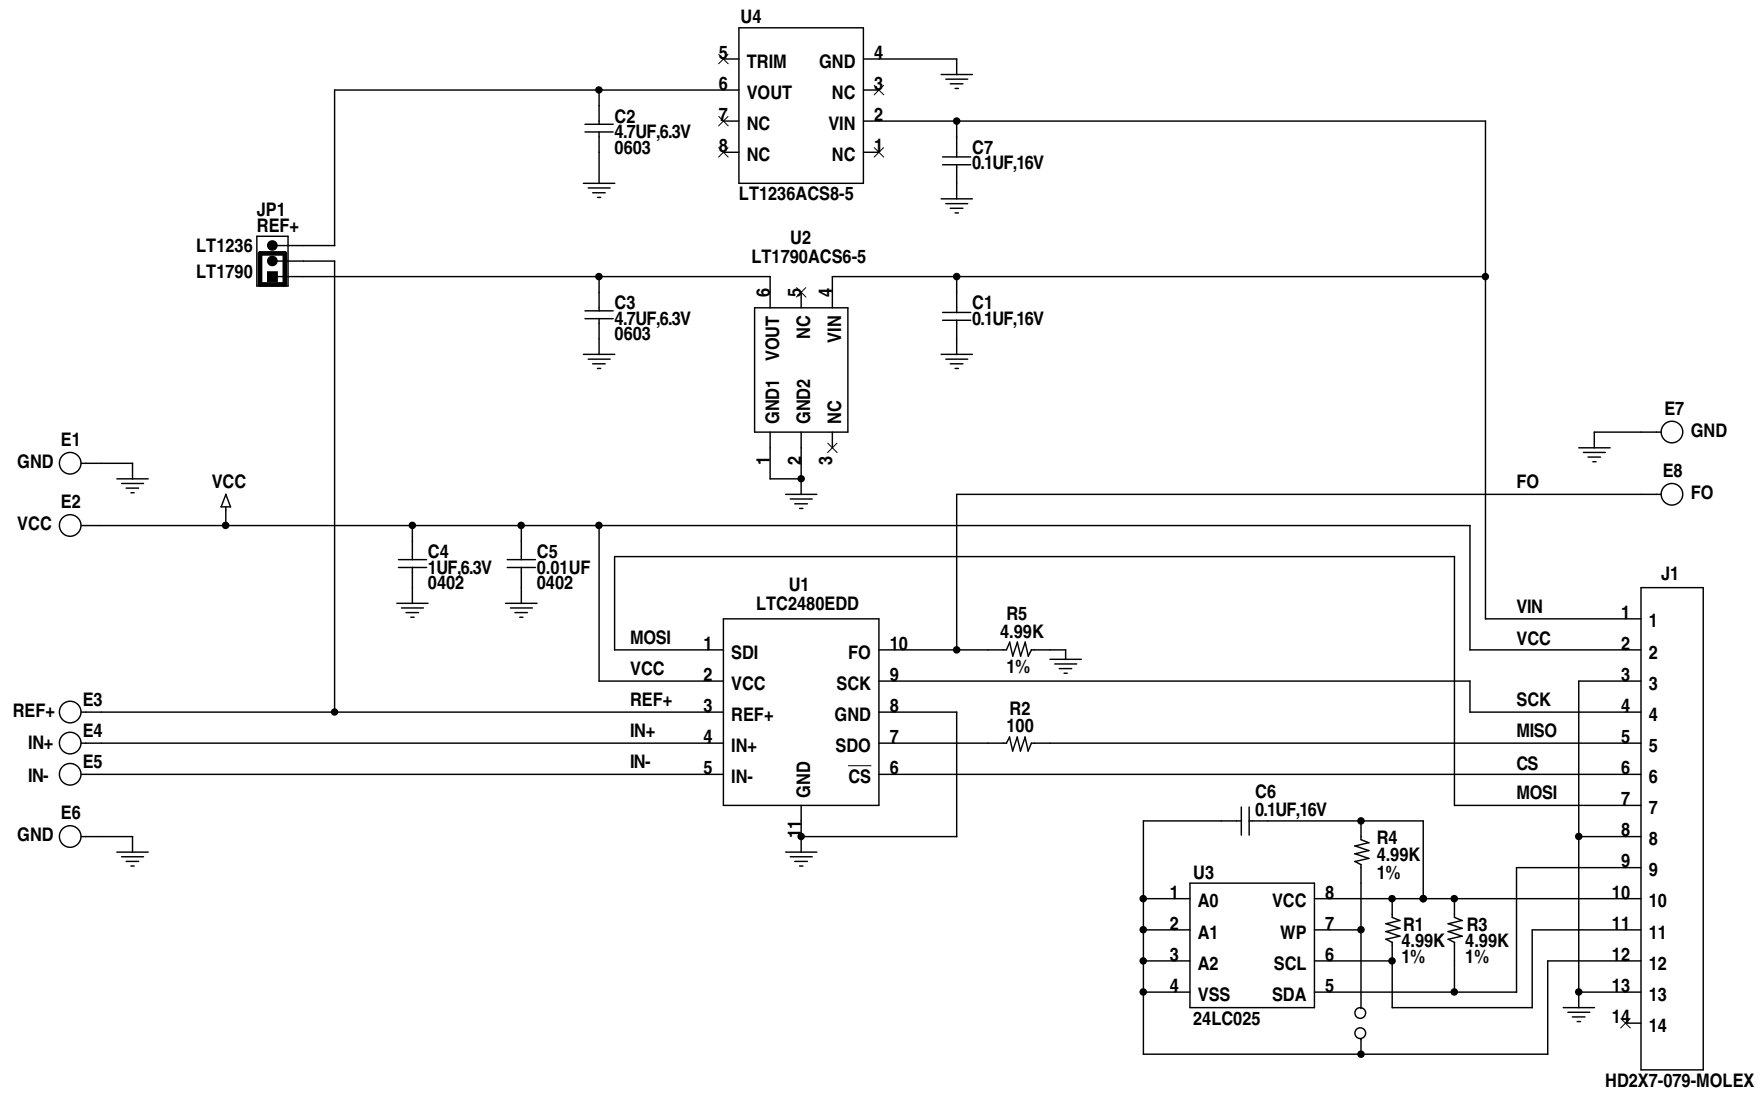 U4
5 TRIM GND 4
6 VOUT NC 3
7 NC VIN 2
8 NC NC 1
LT1236ACS8-5
C2
4.7UF,6.3V
0603
C7
0.1UF,16V
JP1
REF+
LT1236
LT1790
U2
LT1790ACS6-5
6 5 4
VOUT NC VIN
GND1 GND2 NC
1 2 3
C3
4.7UF,6.3V
0603
C1
0.1UF,16V
E1
GND
VCC
E2
VCC
E7
GND
E8
FO FO
C4
1UF,6.3V
0402
C5
0.01UF
0402
U1
LTC2480EDD
MOSI 1 SDI FO 10
VCC 2 VCC SCK 9
REF+ 3 REF+ GND 8
IN+ 4 IN+ SDO 7
IN- 5 IN- CS 6
GND
11
R5
4.99K
1%
R2
100
REF+ E3
IN+ E4
IN- E5
E6
GND
J1
VIN 1 1
VCC 2 2
3 3
SCK 4 4
MISO 5 5
CS 6 6
MOSI 7 7
8 8
9 9
10 10
11 11
12 12
13 13
14 14
HD2X7-079-MOLEX
C6
0.1UF,16V
R4
4.99K
1%
U3
1 A0 VCC 8
2 A1 WP 7
3 A2 SCL 6
4 VSS SDA 5
24LC025
R1
4.99K
1%
R3
4.99K
1%